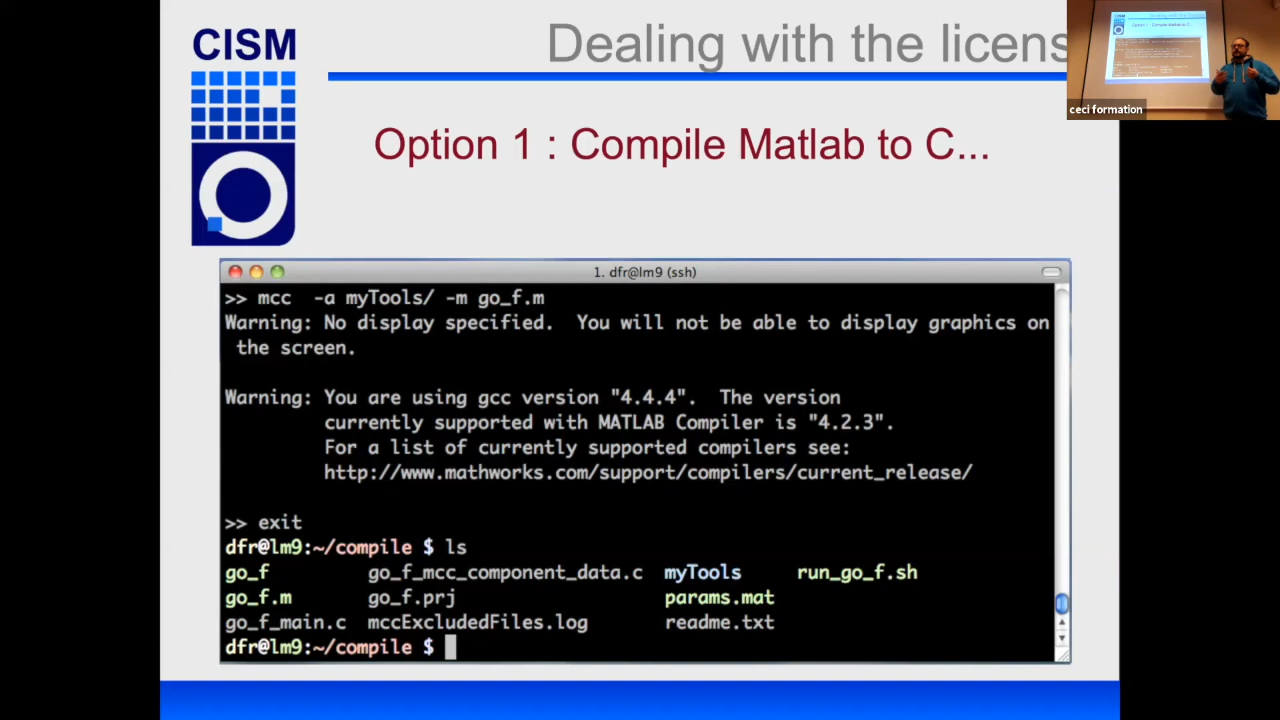 CISM
Dealing with the licens
Option 1 : Compile Matlab to C...
ceci formation
1. dfr@lm9 (ssh)
>> mcc  -a myTools/ -m go_f.m
Warning: No display specified.  You will not be able to display graphics on
the screen.
Warning: You are using gcc version "4.4.4".  The version
currently supported with MATLAB Compiler is "4.2.3".
For a list of currently supported compilers see:
http://www.mathworks.com/support/compilers/current_release/
>> exit
dfr@lm9:~/compile $ ls
go_f go_f_mcc_component_data.c myTools run_go_f.sh
go_f.m go_f.prj params.mat
go_f_main.c mccExcludedFiles.log readme.txt
dfr@lm9:~/compile $